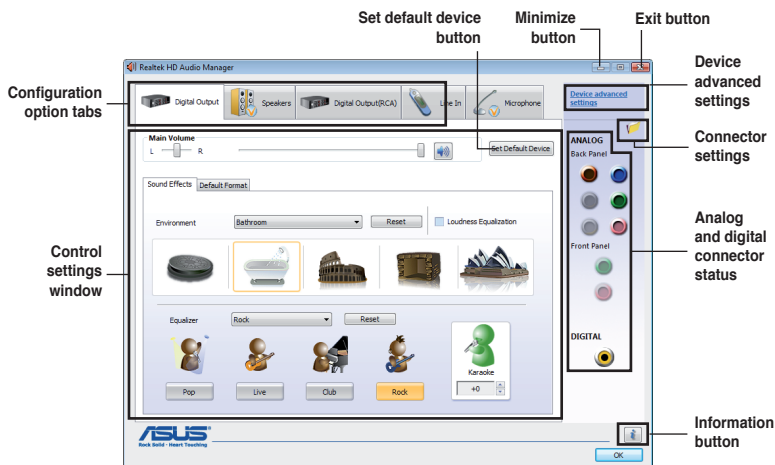 Set default device
button
Minimize
button
Exit button
Device
advanced
settings
Configuration
option tabs
Connector
settings
Control
settings
window
Analog
and digital
connector
status
Information
button
Realtek HD Audio Manager
Digital Output
Speakers
Digital Output(RCA)
Line In
Microphone
Device advanced
settings
Main Volume
L
R
Set Default Device
ANALOG
Back Panel
Front Panel
DIGITAL
Sound Effects
Default Format
Environment
Bathroom
Reset
Loudness Equalization
Equalizer
Rock
Reset
Pop
Live
Club
Rock
Karaoke
+0
ASUS
Rock Solid · Heart Touching
i
OK